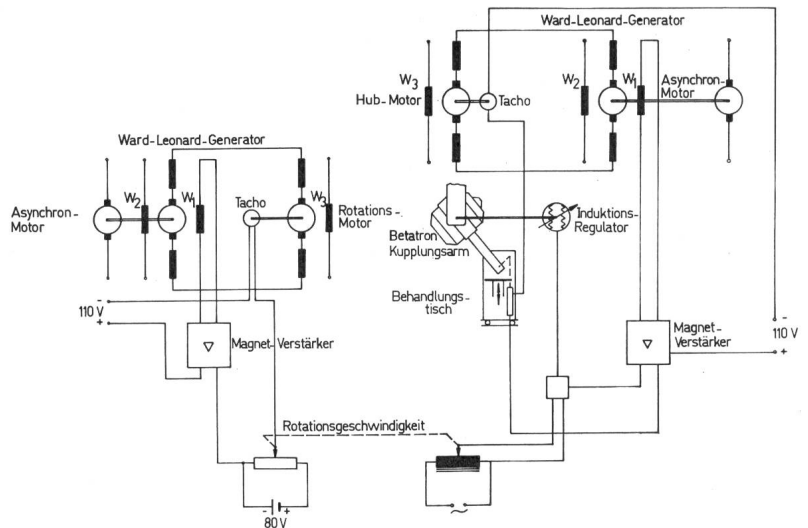 Ward-Leonard-Generator
W₃
Hub-Motor
Tacho
W₂
W₁
Asynchron-
Motor
Ward-Leonard-Generator
Asynchron-
Motor
W₂
W₁
Tacho
W₃
Rotations-
Motor
Betatron
Kupplungsarm
Induktions-
Regulator
Behandlungs-
tisch
-
110 V
+
Magnet-Verstärker
-
110 V
+
Magnet-
Verstärker
Rotationsgeschwindigkeit
- +
80 V
~